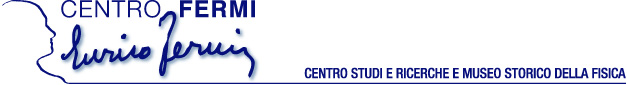 CENTRO FERMI
Enrico Fermi
CENTRO STUDI E RICERCHE E MUSEO STORICO DELLA FISICA